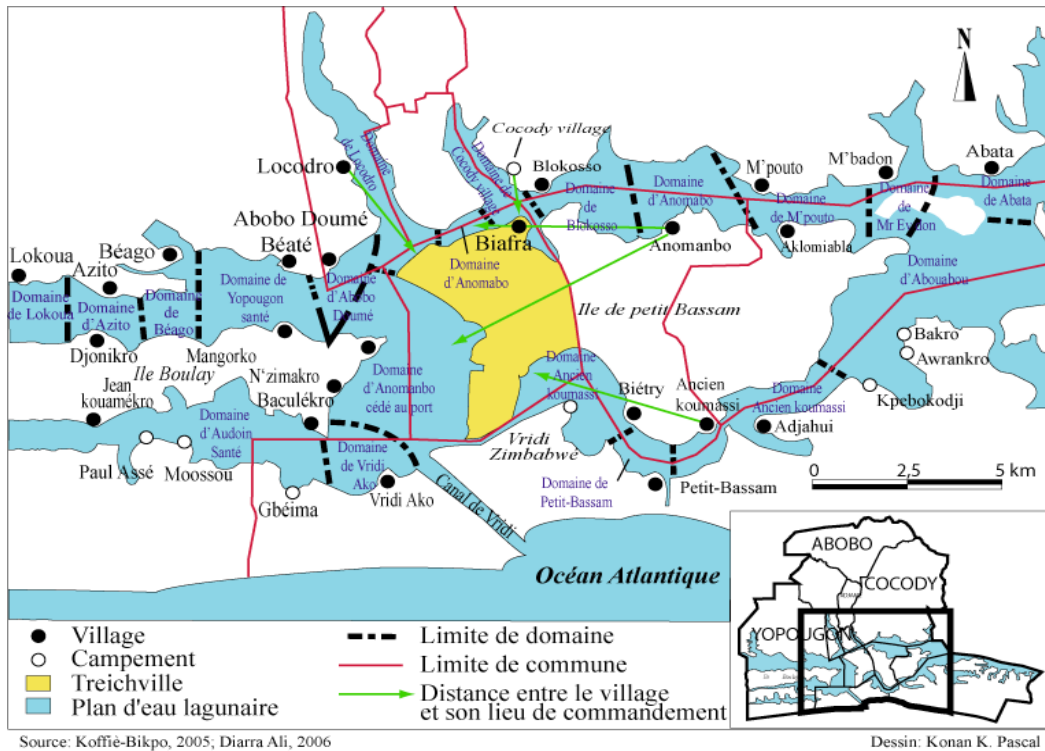 N
Cocody village
Locodro
Domaine
de Locodro
Domaine de
Cocody village
Blokosso
M'pouto
M'badon
Abata
Abobo Doumé
Béago
Béaté
Biafra
Domaine
de
Blokosso
Domaine
d'Anomabo
Anomanbo
Domaine
de M'pouto
Aklomiabla
Domaine
de
Mr Eyidon
Domaine
de Abata
Lokoua
Azito
Domaine
de Lokoua
Domaine
d'Azito
Domaine
de
Béago
Domaine de
Yopougon
santé
Domaine
d'Abobo
Doumé
Domaine
d'Anomabo
Domaine
d'Abouabou
Ile de petit Bassam
Djonikro
Mangorko
Ile Boulay
N'zimakro
Domaine
d'Anomanbo
cédé au port
Domaine
Ancien
koumassi
Bakro
Awrankro
Jean
kouamékro
Baculékro
Biétry
Ancien
koumassi
Domaine
Ancien koumassi
Kpebokodji
Adjahui
Domaine
d'Audoin
Santé
Paul Assé
Moossou
Gbéima
Domaine
de Vridi
Ako
Vridi Ako
Canal de Vridi
Vridi
Zimbabwé
Domaine de
Petit-Bassam
Petit-Bassam
0 2,5 5 km
Océan Atlantique
ABOBO
COCODY
YOPOUGON
Village
Campement
Treichville
Plan d'eau lagunaire
Limite de domaine
Limite de commune
Distance entre le village
et son lieu de commandement
Source: Koffiè-Bikpo, 2005; Diarra Ali, 2006
Dessin: Konan K. Pascal